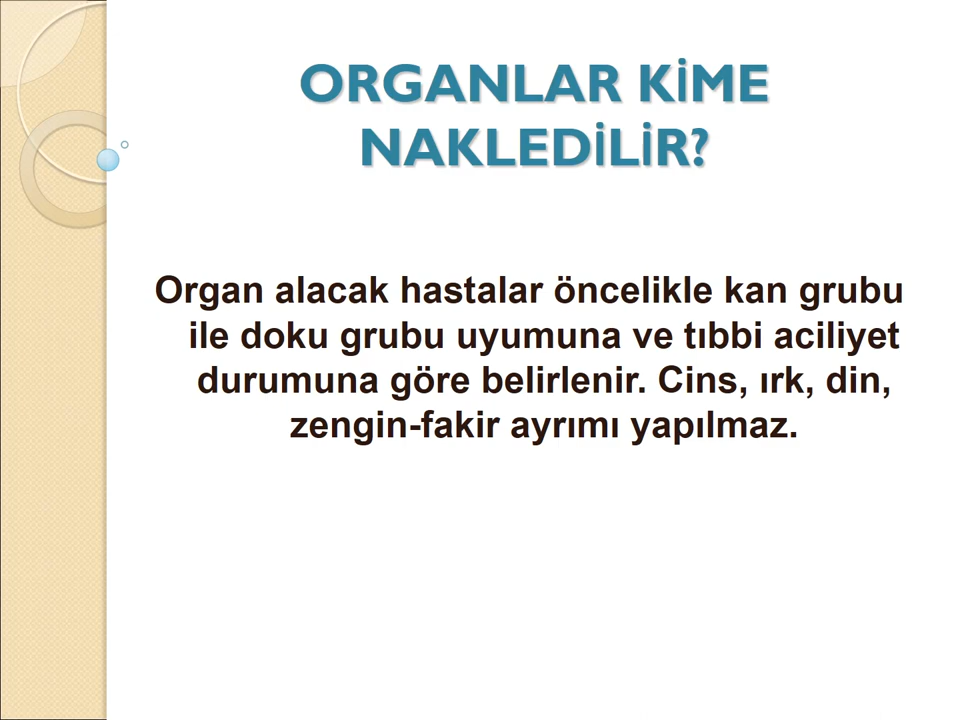 ORGANLAR KİME
NAKLEDİLİR?
Organ alacak hastalar öncelikle kan grubu
ile doku grubu uyumuna ve tıbbi aciliyet
durumuna göre belirlenir. Cins, ırk, din,
zengin-fakir ayrımı yapılmaz.